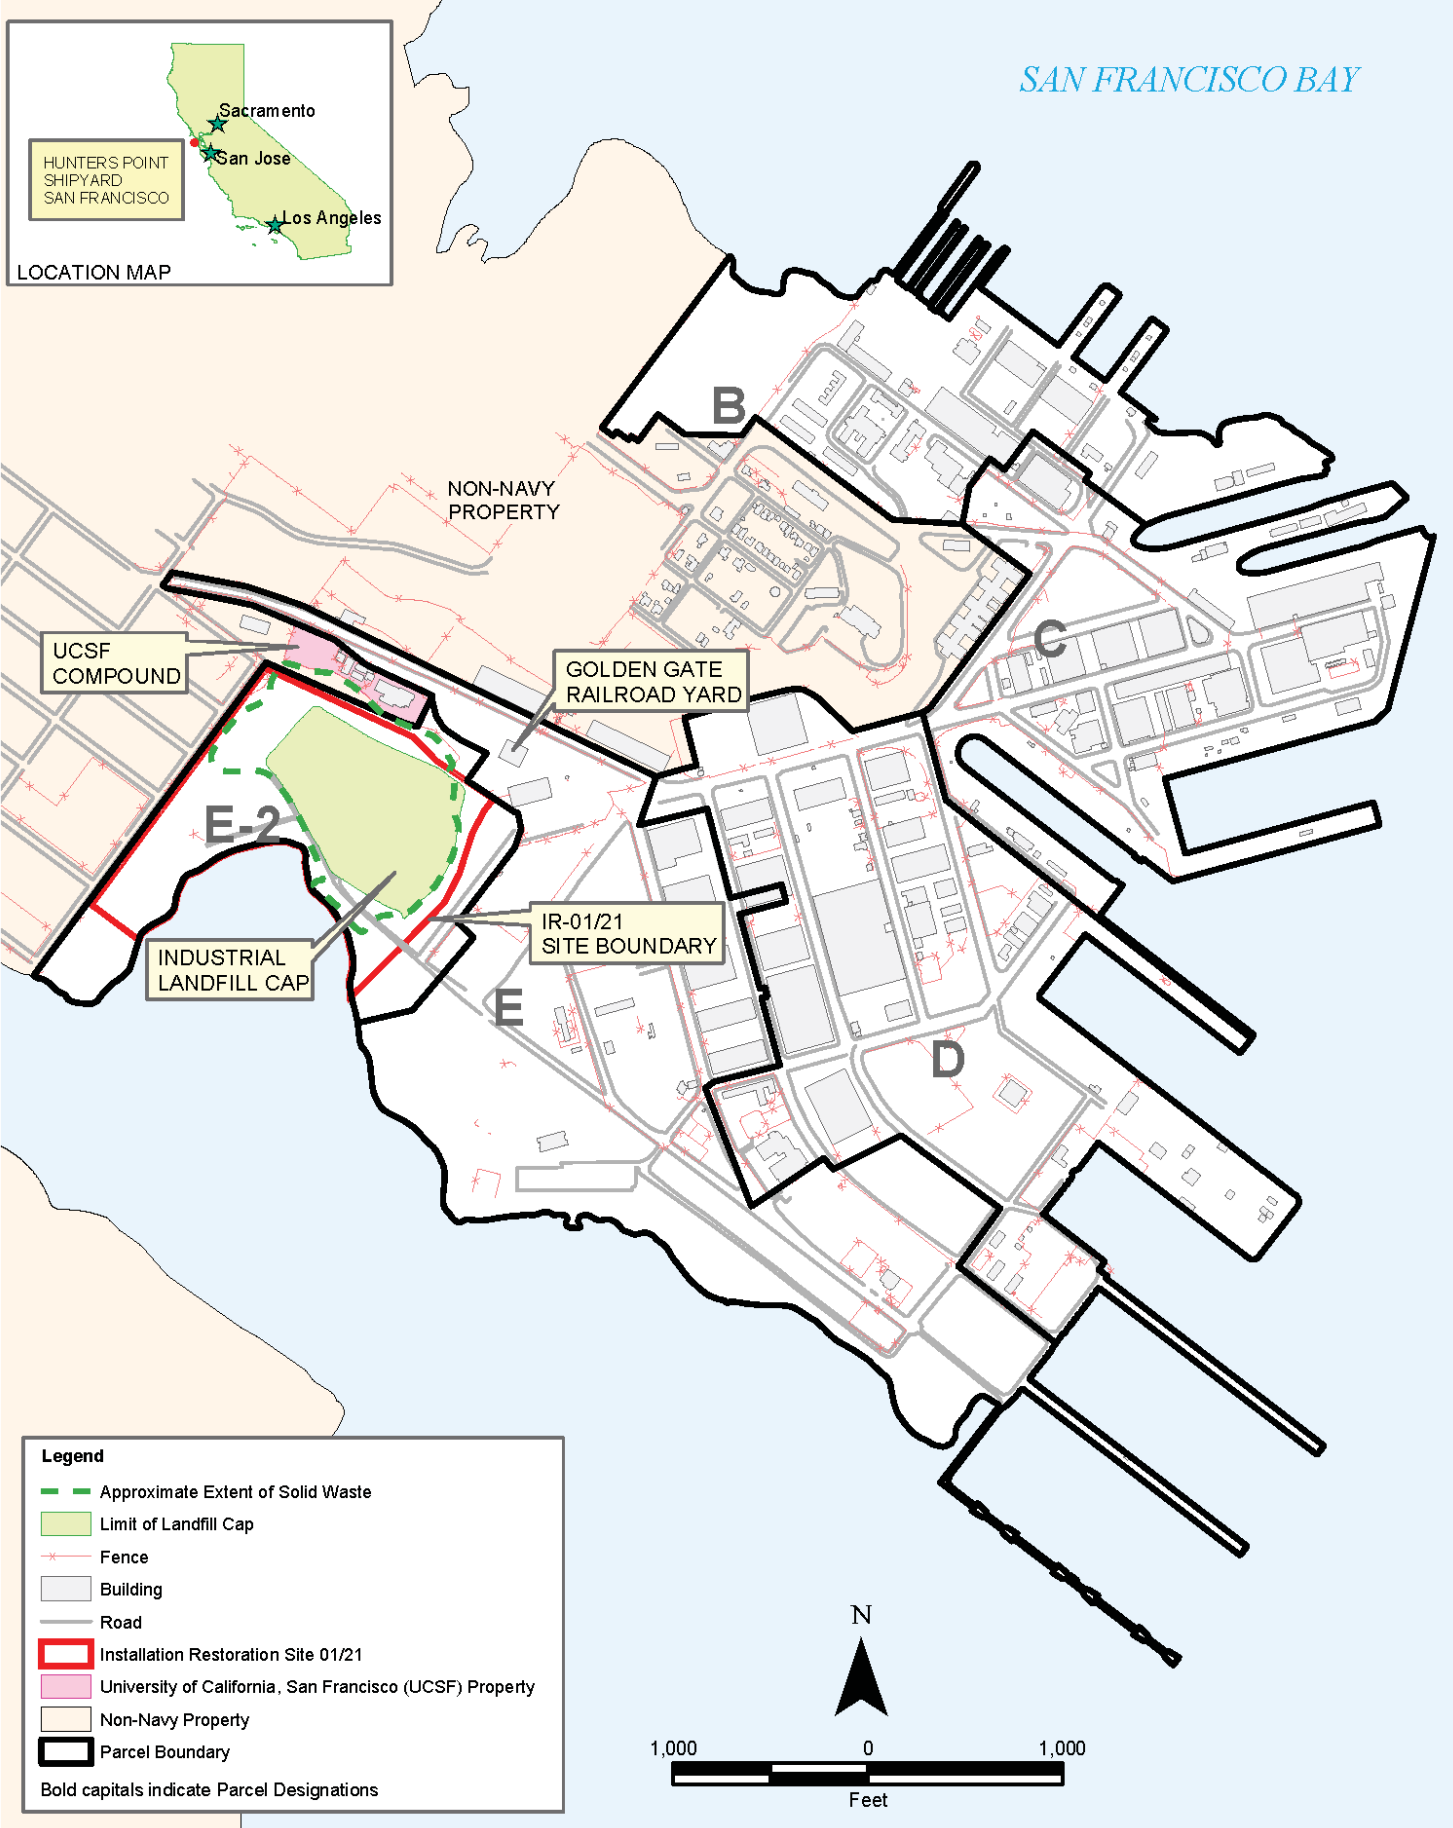 SAN FRANCISCO BAY
Sacramento
San Jose
HUNTERS POINT
SHIPYARD
SAN FRANCISCO
Los Angeles
LOCATION MAP
B
NON-NAVY
PROPERTY
UCSF
COMPOUND
GOLDEN GATE
RAILROAD YARD
C
E-2
INDUSTRIAL
LANDFILL CAP
IR-01/21
SITE BOUNDARY
E
D
Legend
Approximate Extent of Solid Waste
Limit of Landfill Cap
Fence
Building
Road
Installation Restoration Site 01/21
University of California, San Francisco (UCSF) Property
Non-Navy Property
Parcel Boundary
Bold capitals indicate Parcel Designations
N
1,000 0 1,000
Feet